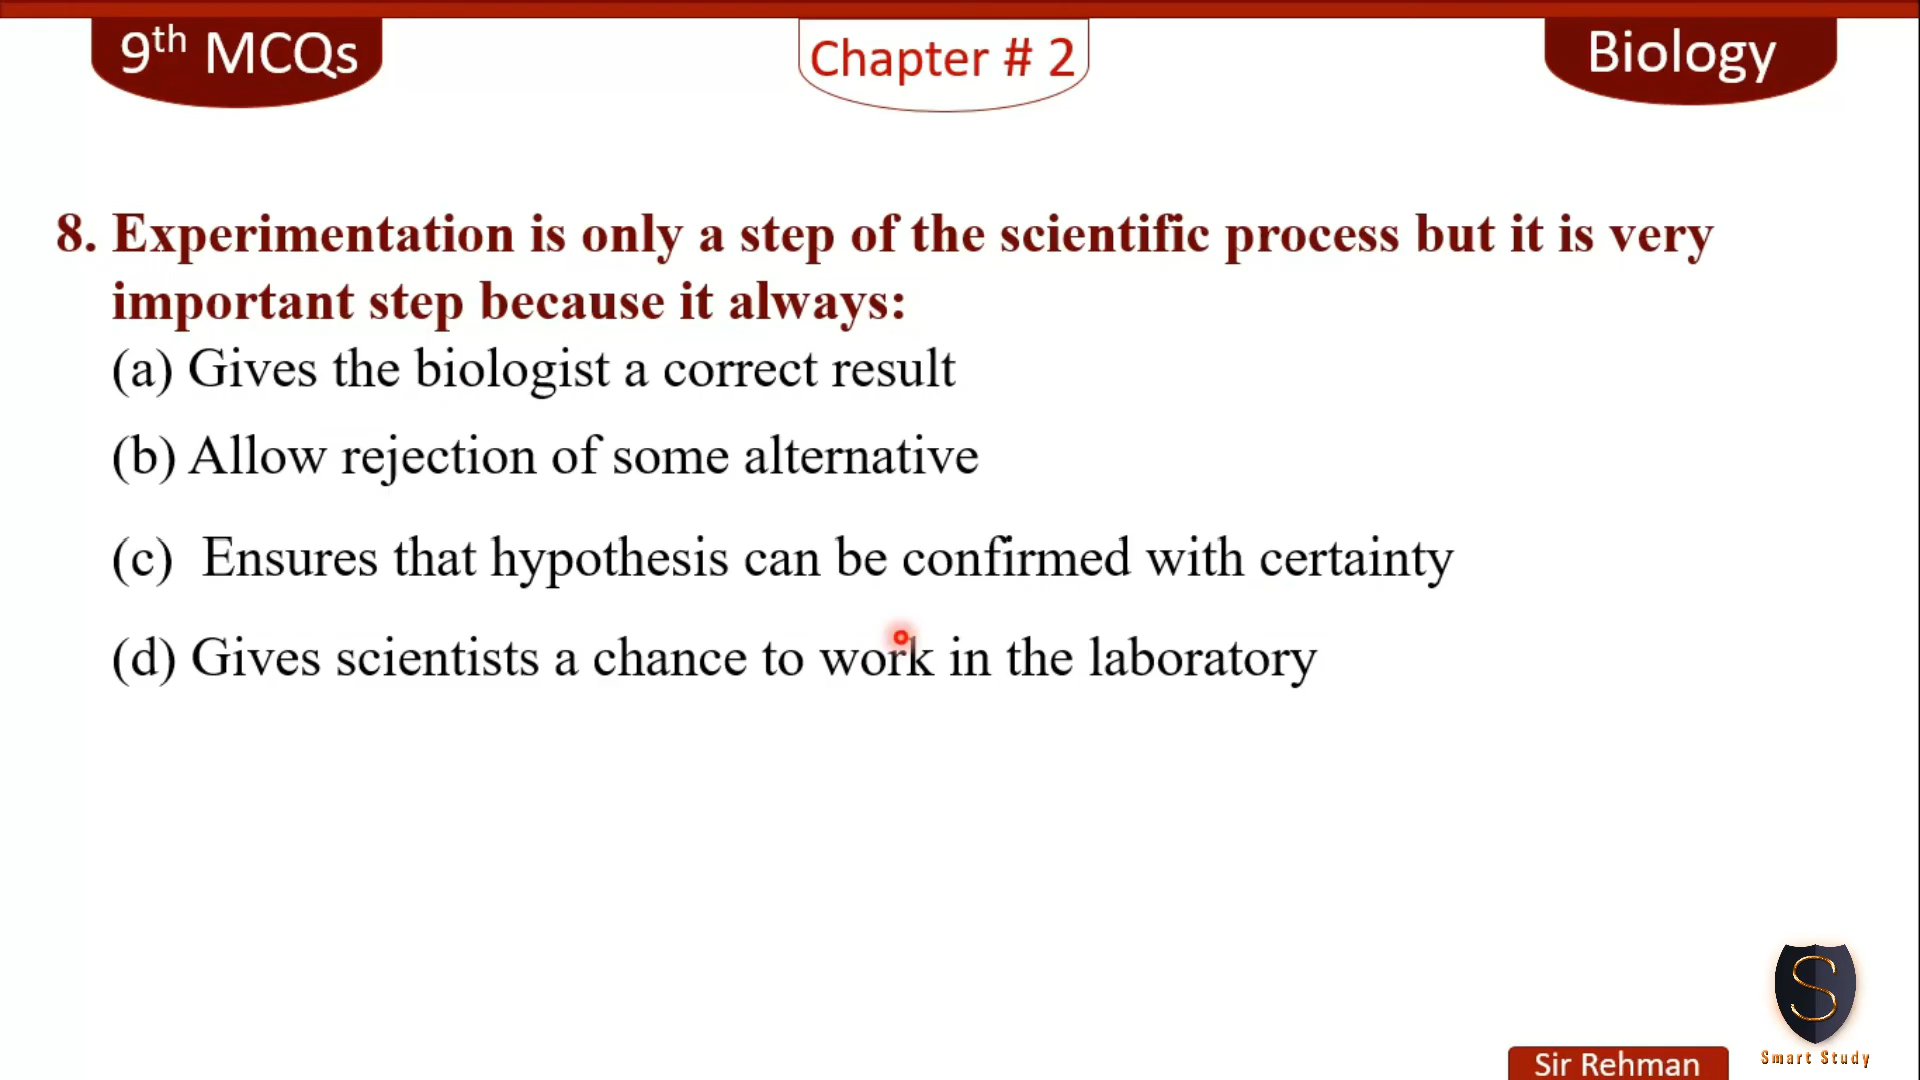 9th MCQs
Chapter # 2
Biology
8. Experimentation is only a step of the scientific process but it is very
important step because it always:
(a) Gives the biologist a correct result
(b) Allow rejection of some alternative
(c) Ensures that hypothesis can be confirmed with certainty
(d) Gives scientists a chance to work in the laboratory
S
Smart Study
Sir Rehman